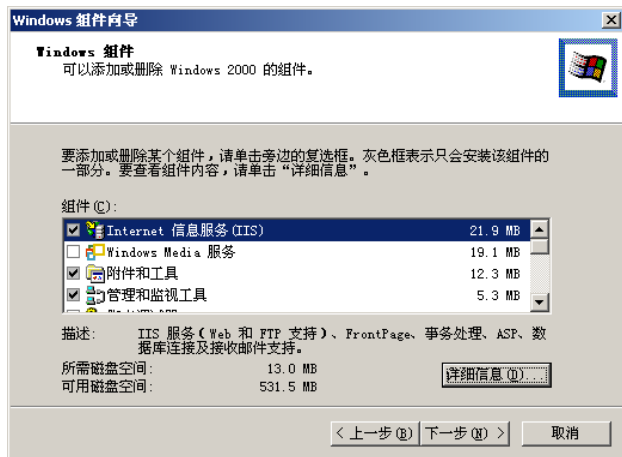 Windows 组件向导
Windows 组件
可以添加或删除 Windows 2000 的组件。
要添加或删除某个组件，请单击旁边的复选框。灰色框表示只会安装该组件的
一部分。要查看组件内容，请单击“详细信息”。
组件(C):
Internet 信息服务(IIS) 21.9 MB
Windows Media 服务 19.1 MB
附件和工具 12.3 MB
管理和监视工具 5.3 MB
描述: IIS 服务(Web 和 FTP 支持)、FrontPage、事务处理、ASP、数
据库连接及接收邮件支持。
所需磁盘空间: 13.0 MB
可用磁盘空间: 531.5 MB
详细信息(D)...
< 上一步(B) 下一步(N) > 取消